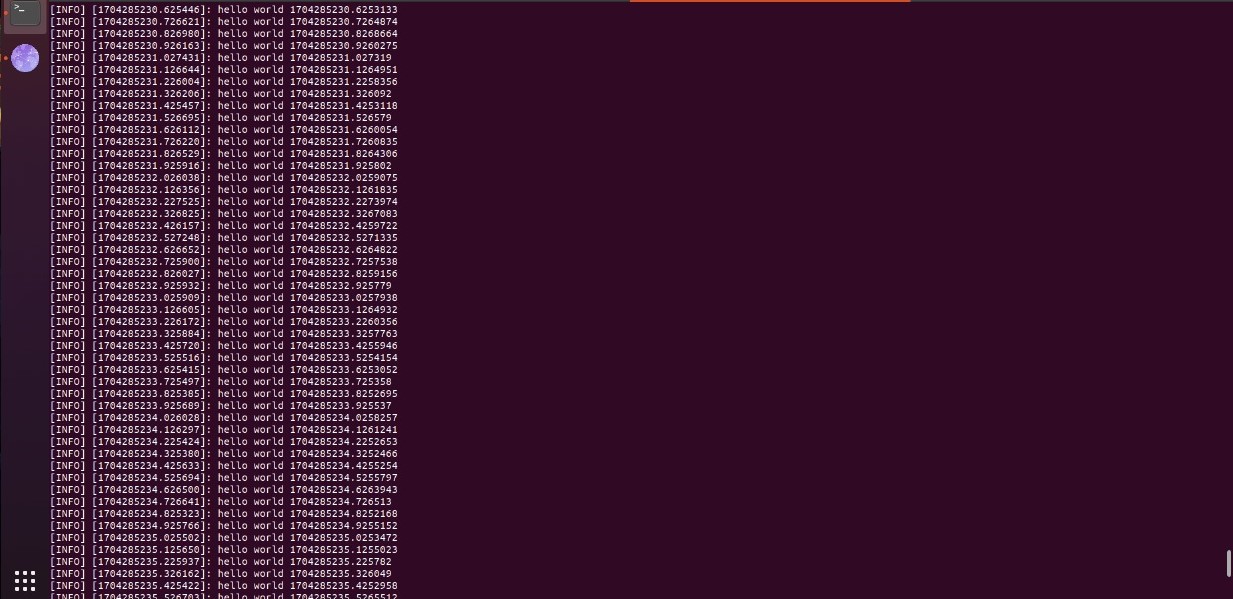 >_
[INFO] [1704285230.625446]: hello world 1704285230.6253133
[INFO] [1704285230.726621]: hello world 1704285230.7264874
[INFO] [1704285230.826980]: hello world 1704285230.8268664
[INFO] [1704285230.926163]: hello world 1704285230.9260275
[INFO] [1704285231.027431]: hello world 1704285231.027319
[INFO] [1704285231.126644]: hello world 1704285231.1264951
[INFO] [1704285231.226004]: hello world 1704285231.2258356
[INFO] [1704285231.326206]: hello world 1704285231.326092
[INFO] [1704285231.425457]: hello world 1704285231.4253118
[INFO] [1704285231.526695]: hello world 1704285231.526579
[INFO] [1704285231.626112]: hello world 1704285231.6260054
[INFO] [1704285231.726220]: hello world 1704285231.7260835
[INFO] [1704285231.826529]: hello world 1704285231.8264306
[INFO] [1704285231.925916]: hello world 1704285231.925802
[INFO] [1704285232.026038]: hello world 1704285232.0259075
[INFO] [1704285232.126356]: hello world 1704285232.1261835
[INFO] [1704285232.227525]: hello world 1704285232.2273974
[INFO] [1704285232.326825]: hello world 1704285232.3267083
[INFO] [1704285232.426157]: hello world 1704285232.4259722
[INFO] [1704285232.527248]: hello world 1704285232.5271335
[INFO] [1704285232.626652]: hello world 1704285232.6264822
[INFO] [1704285232.725900]: hello world 1704285232.7257538
[INFO] [1704285232.826027]: hello world 1704285232.8259156
[INFO] [1704285232.925932]: hello world 1704285232.925779
[INFO] [1704285233.025909]: hello world 1704285233.0257938
[INFO] [1704285233.126605]: hello world 1704285233.1264932
[INFO] [1704285233.226172]: hello world 1704285233.2260356
[INFO] [1704285233.325884]: hello world 1704285233.3257763
[INFO] [1704285233.425720]: hello world 1704285233.4255946
[INFO] [1704285233.525516]: hello world 1704285233.5254154
[INFO] [1704285233.625415]: hello world 1704285233.6253052
[INFO] [1704285233.725497]: hello world 1704285233.725358
[INFO] [1704285233.825385]: hello world 1704285233.8252695
[INFO] [1704285233.925689]: hello world 1704285233.925537
[INFO] [1704285234.026028]: hello world 1704285234.0258257
[INFO] [1704285234.126297]: hello world 1704285234.1261241
[INFO] [1704285234.225424]: hello world 1704285234.2252653
[INFO] [1704285234.325380]: hello world 1704285234.3252466
[INFO] [1704285234.425633]: hello world 1704285234.4255254
[INFO] [1704285234.525694]: hello world 1704285234.5255797
[INFO] [1704285234.626500]: hello world 1704285234.6263943
[INFO] [1704285234.726641]: hello world 1704285234.726513
[INFO] [1704285234.825323]: hello world 1704285234.8252168
[INFO] [1704285234.925766]: hello world 1704285234.9255152
[INFO] [1704285235.025502]: hello world 1704285235.0253472
[INFO] [1704285235.125650]: hello world 1704285235.1255023
[INFO] [1704285235.225937]: hello world 1704285235.225782
[INFO] [1704285235.326162]: hello world 1704285235.326049
[INFO] [1704285235.425422]: hello world 1704285235.4252958
[INFO] [1704285235.526703]: hello world 1704285235.5265512